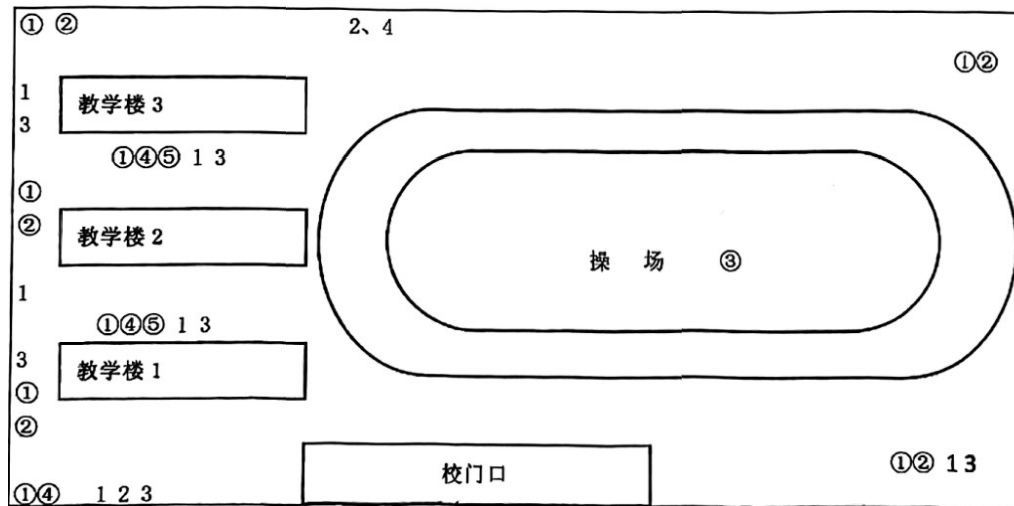 ① ② 2、4
①②
1
教学楼 3
3
①④⑤ 1 3
①
②
教学楼 2
操 场 ③
1
①④⑤ 1 3
3
教学楼 1
①
②
校门口
①② 1 3
①④ 1 2 3